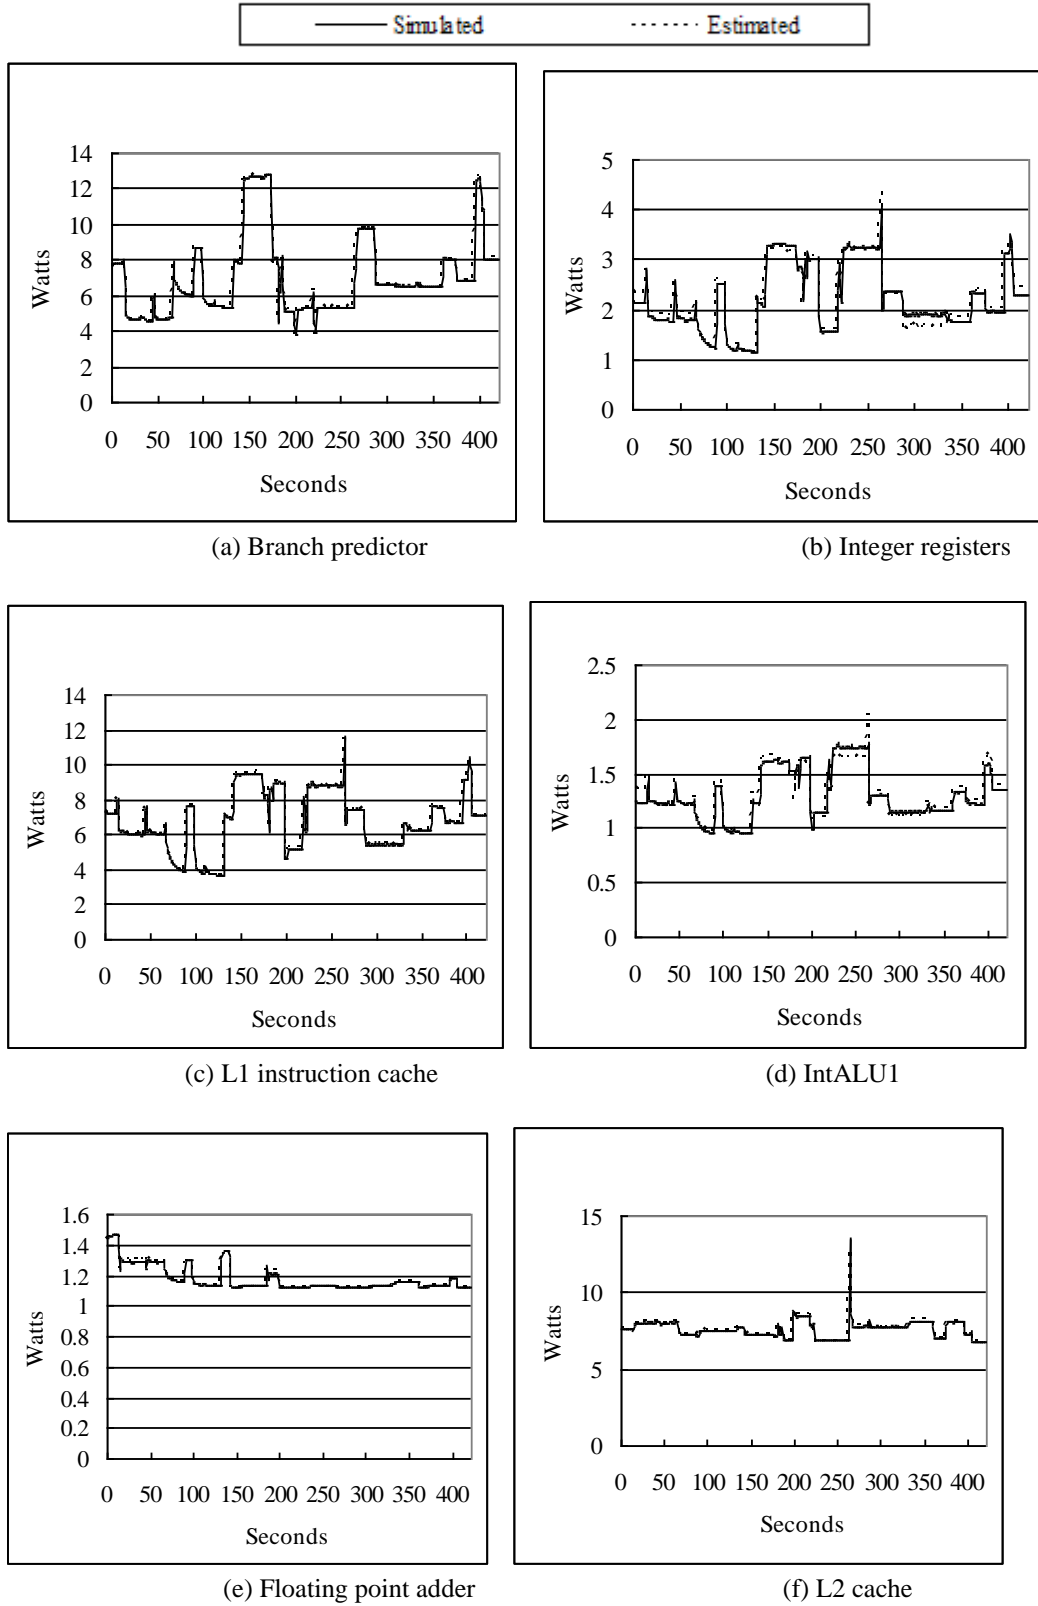 Simulated Estimated
14
12
10
8
6
4
2
0
Watts
0 50 100 150 200 250 300 350 400
Seconds
(a) Branch predictor
5
4
3
2
1
0
Watts
0 50 100 150 200 250 300 350 400
Seconds
(b) Integer registers
14
12
10
8
6
4
2
0
Watts
0 50 100 150 200 250 300 350 400
Seconds
(c) L1 instruction cache
2.5
2
1.5
1
0.5
0
Watts
0 50 100 150 200 250 300 350 400
Seconds
(d) IntALU1
1.6
1.4
1.2
1
0.8
0.6
0.4
0.2
0
Watts
0 50 100 150 200 250 300 350 400
Seconds
(e) Floating point adder
15
10
5
0
Watts
0 50 100 150 200 250 300 350 400
Seconds
(f) L2 cache